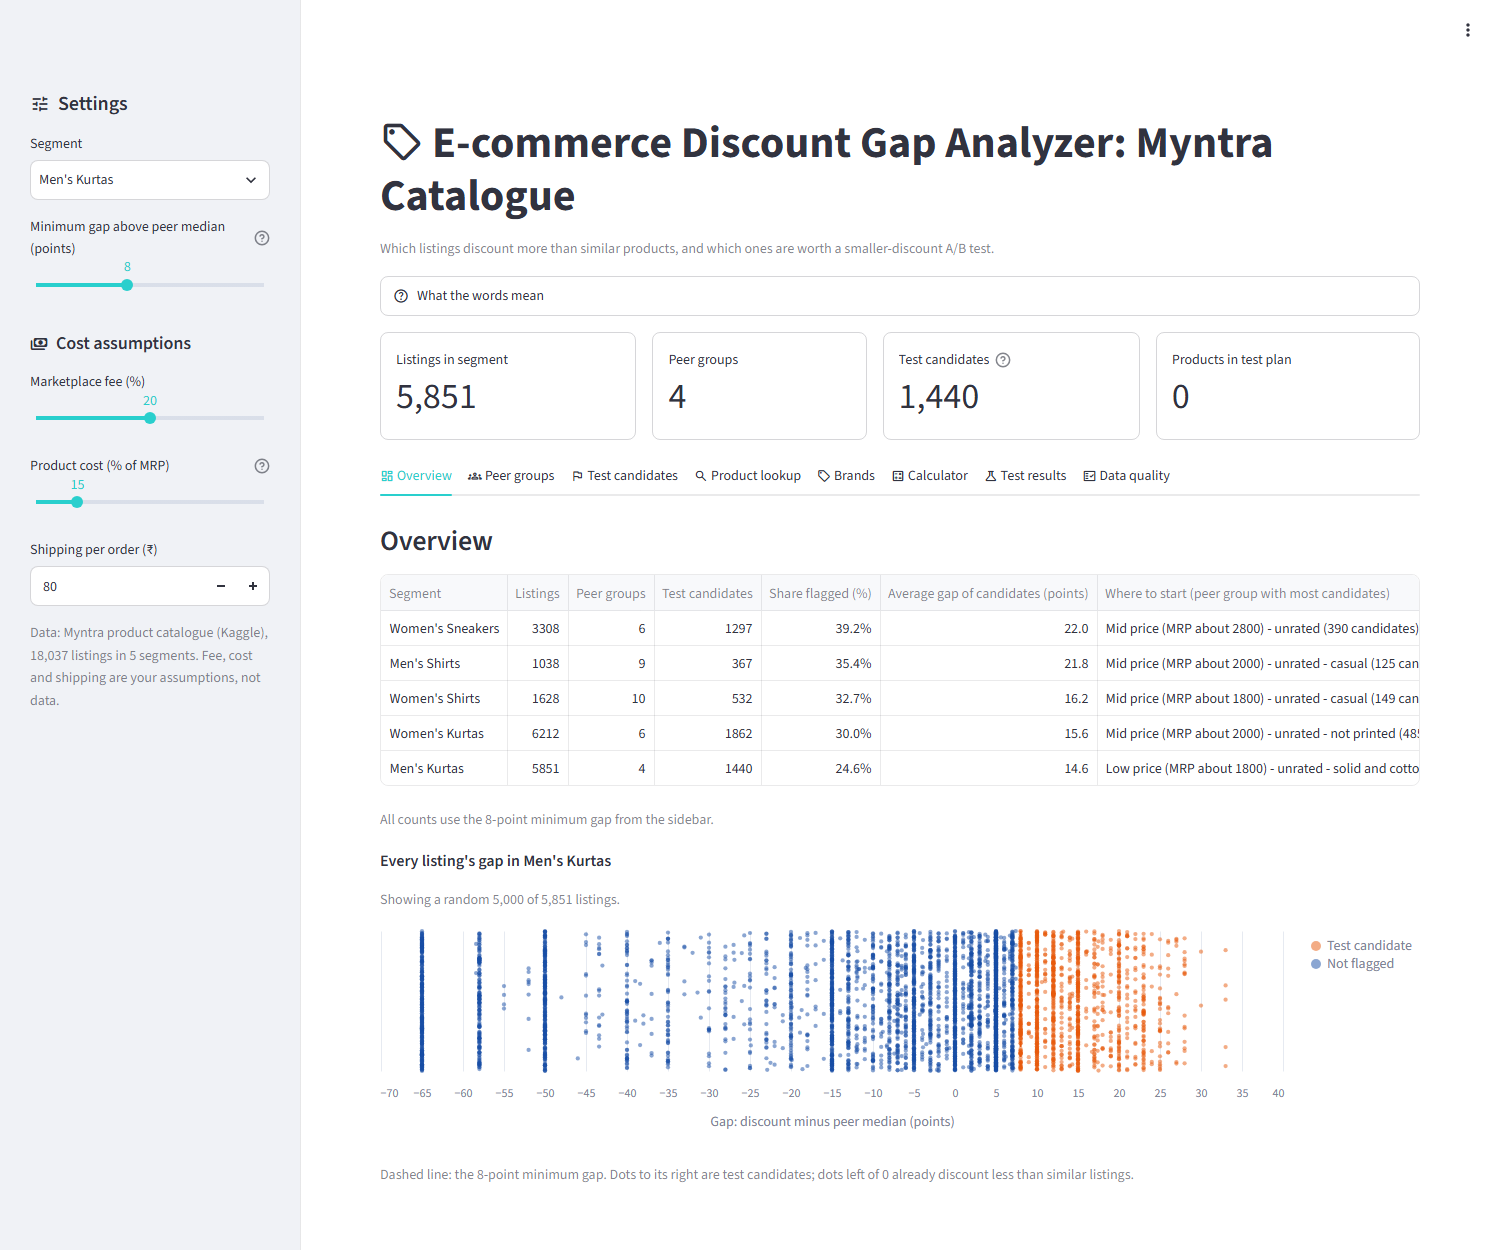 Settings
Segment
Men's Kurtas
Minimum gap above peer median
(points)
8
Cost assumptions
Marketplace fee (%)
20
Product cost (% of MRP)
15
Shipping per order (₹)
80
Data: Myntra product catalogue (Kaggle),
18,037 listings in 5 segments. Fee, cost
and shipping are your assumptions, not
data.
E-commerce Discount Gap Analyzer: Myntra
Catalogue
Which listings discount more than similar products, and which ones are worth a smaller-discount A/B test.
What the words mean
Listings in segment
5,851
Peer groups
4
Test candidates
1,440
Products in test plan
0
Overview Peer groups Test candidates Product lookup Brands Calculator Test results Data quality
Overview
Segment Listings Peer groups Test candidates Share flagged (%) Average gap of candidates (points) Where to start (peer group with most candidates)
Women's Sneakers 3308 6 1297 39.2% 22.0 Mid price (MRP about 2800) - unrated (390 candidates)
Men's Shirts 1038 9 367 35.4% 21.8 Mid price (MRP about 2000) - unrated - casual (125 can
Women's Shirts 1628 10 532 32.7% 16.2 Mid price (MRP about 1800) - unrated - casual (149 can
Women's Kurtas 6212 6 1862 30.0% 15.6 Mid price (MRP about 2000) - unrated - not printed (485
Men's Kurtas 5851 4 1440 24.6% 14.6 Low price (MRP about 1800) - unrated - solid and cotto
All counts use the 8-point minimum gap from the sidebar.
Every listing's gap in Men's Kurtas
Showing a random 5,000 of 5,851 listings.
Test candidate
Not flagged
−70 −65 −60 −55 −50 −45 −40 −35 −30 −25 −20 −15 −10 −5 0 5 10 15 20 25 30 35 40
Gap: discount minus peer median (points)
Dashed line: the 8-point minimum gap. Dots to its right are test candidates; dots left of 0 already discount less than similar listings.